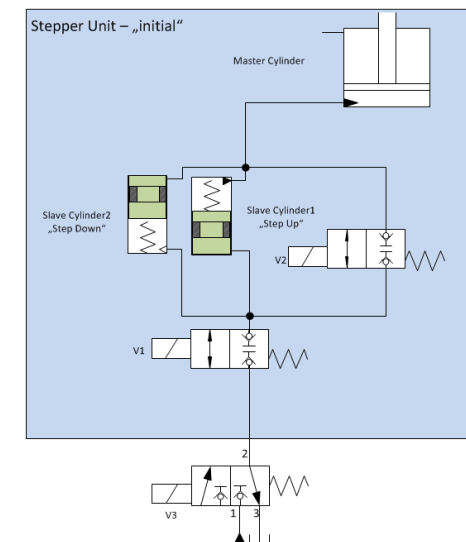 Stepper Unit – „initial“
Master Cylinder
Slave Cylinder2
„Step Down“
Slave Cylinder1
„Step Up“
V2
V1
2
V3
1
3